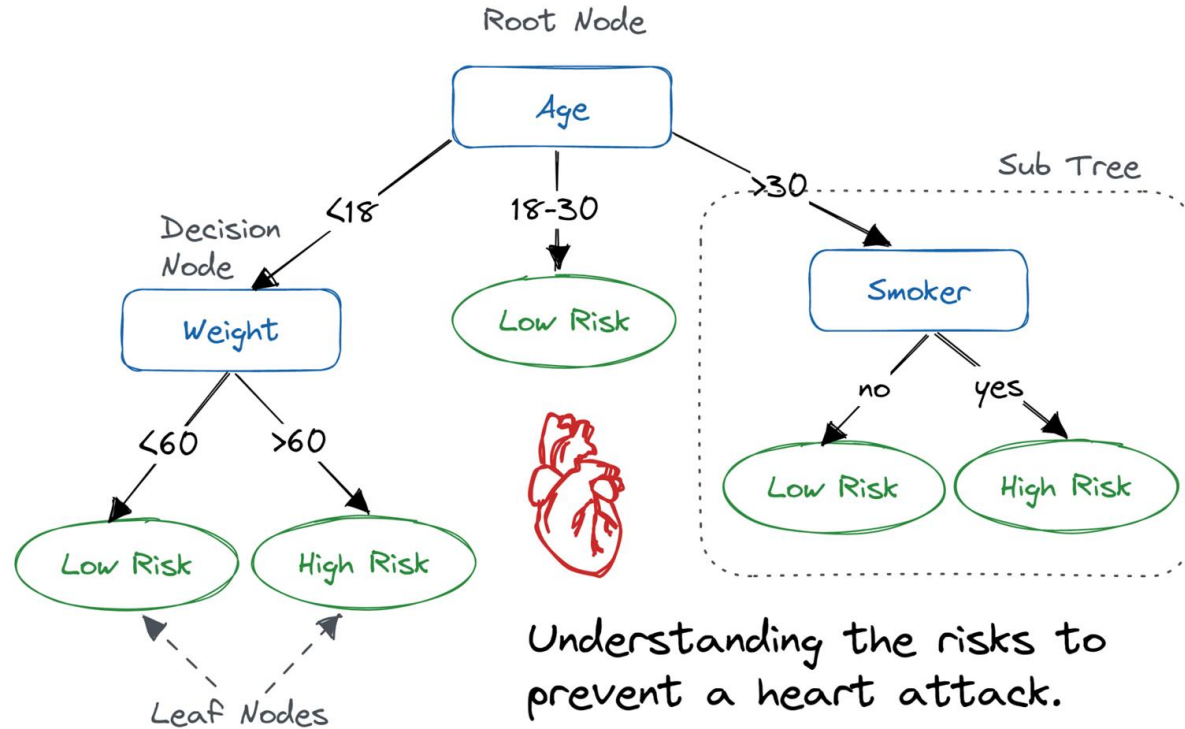 Root Node
Age
Sub Tree
>30
<18
18-30
Decision
Node
Smoker
Weight
Low Risk
no
yes
<60
>60
Low Risk
High Risk
Low Risk
High Risk
Understanding the risks to
prevent a heart attack.
Leaf Nodes